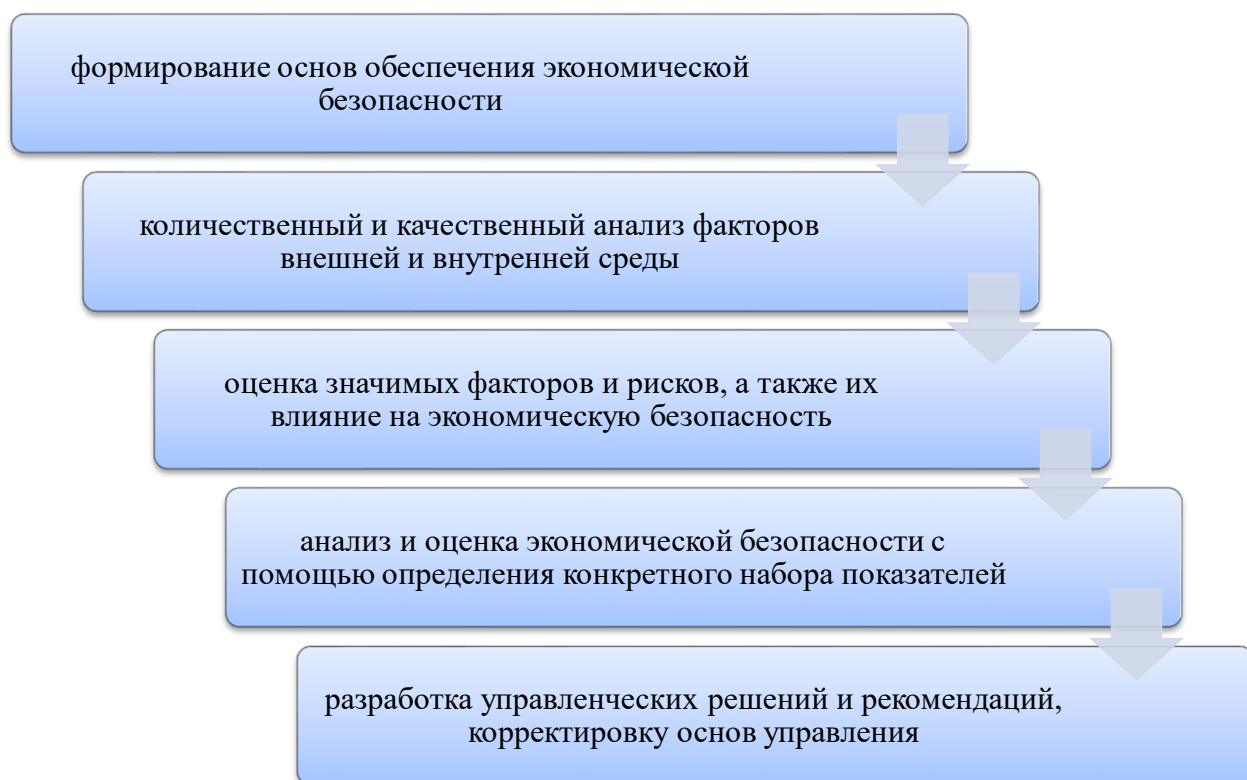 формирование основ обеспечения экономической
безопасности
количественный и качественный анализ факторов
внешней и внутренней среды
оценка значимых факторов и рисков, а также их
влияние на экономическую безопасность
анализ и оценка экономической безопасности с
помощью определения конкретного набора показателей
разработка управленческих решений и рекомендаций,
корректировку основ управления